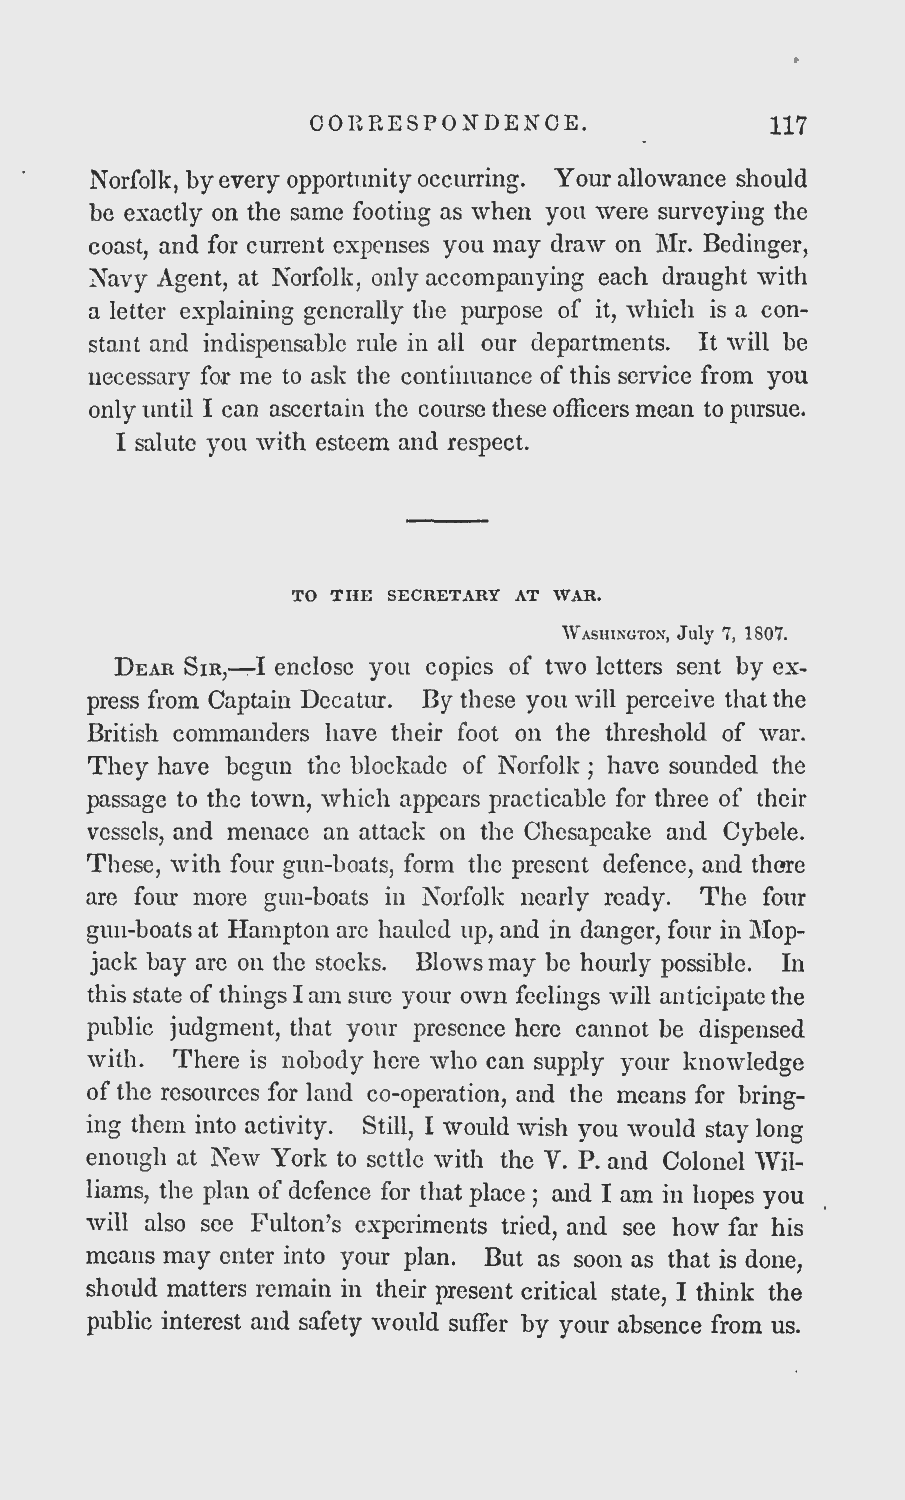 CORRESPONDENCE. 117
Norfolk, by every opportunity occurring. Your allowance should
be exactly on the same footing as when you were surveying the
coast, and for current expenses you may draw on Mr. Bedinger,
Navy Agent, at Norfolk, only accompanying each draught with
a letter explaining generally the purpose of it, which is a con-
stant and indispensable rule in all our departments. It will be
necessary for me to ask the continuance of this service from you
only until I can ascertain the course these officers mean to pursue.
I salute you with esteem and respect.
TO THE SECRETARY AT WAR.
Washington, July 7, 1807.
Dear Sir,—I enclose you copies of two letters sent by ex-
press from Captain Decatur. By these you will perceive that the
British commanders have their foot on the threshold of war.
They have begun the blockade of Norfolk ; have sounded the
passage to the town, which appears practicable for three of their
vessels, and menace an attack on the Chesapeake and Cybele.
These, with four gun-boats, form the present defence, and there
are four more gun-boats in Norfolk nearly ready. The four
gun-boats at Hampton are hauled up, and in danger, four in Mop-
jack bay are on the stocks. Blows may be hourly possible. In
this state of things I am sure your own feelings will anticipate the
public judgment, that your presence here cannot be dispensed
with. There is nobody here who can supply your knowledge
of the resources for land co-operation, and the means for bring-
ing them into activity. Still, I would wish you would stay long
enough at New York to settle with the V. P. and Colonel Wil-
liams, the plan of defence for that place ; and I am in hopes you
will also see Fulton's experiments tried, and see how far his
means may enter into your plan. But as soon as that is done,
should matters remain in their present critical state, I think the
public interest and safety would suffer by your absence from us.